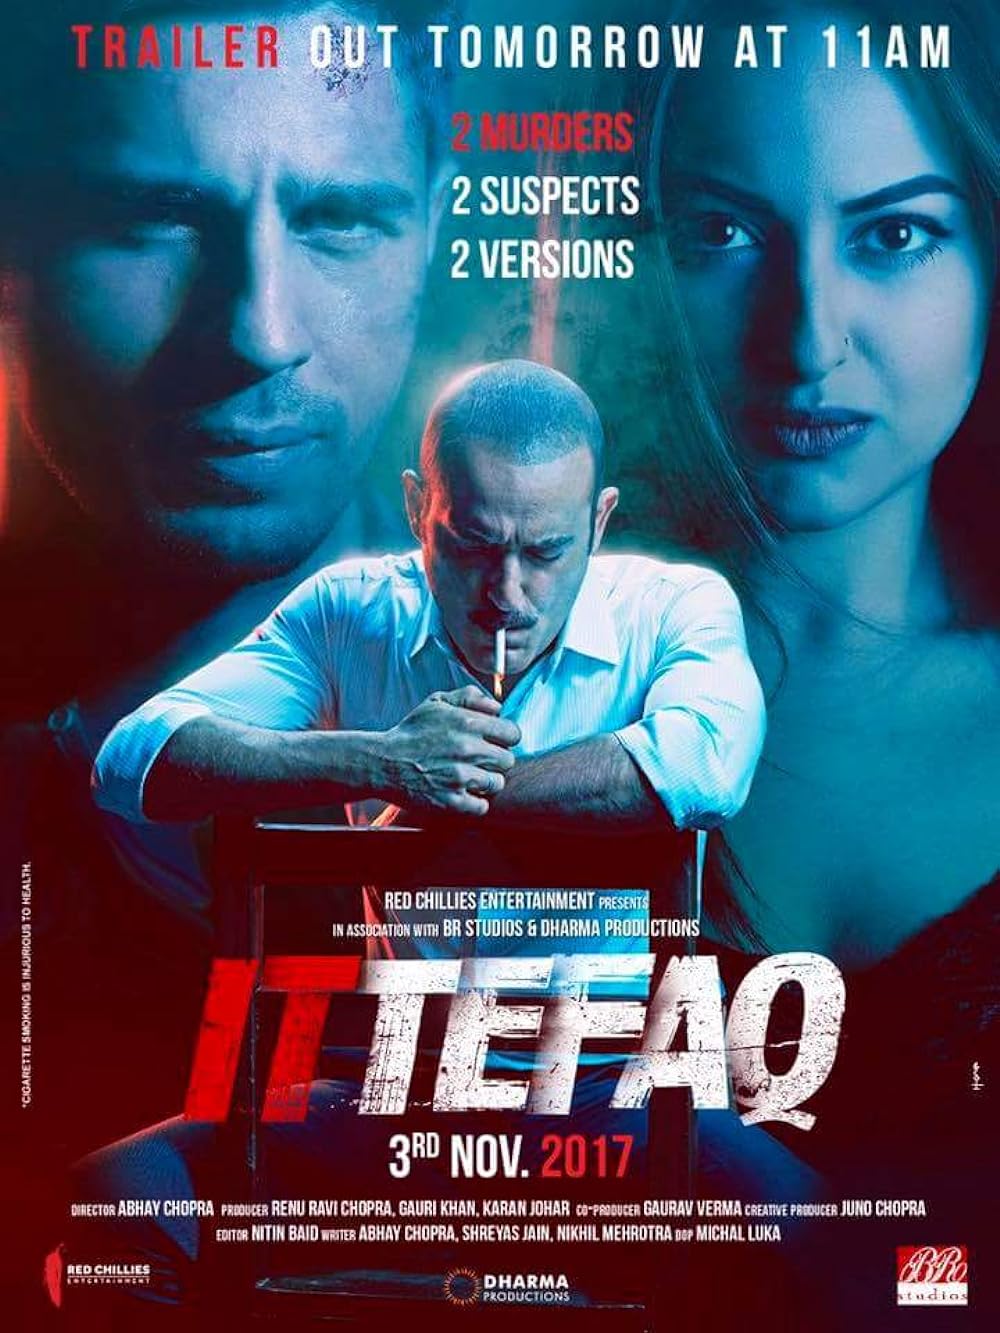 TRAILER OUT TOMORROW AT 11AM
2 MURDERS
2 SUSPECTS
2 VERSIONS
*CIGARETTE SMOKING IS INJURIOUS TO HEALTH.
RED CHILLIES ENTERTAINMENT PRESENTS
IN ASSOCIATION WITH BR STUDIOS & DHARMA PRODUCTIONS
ITTEFAQ
3RD NOV. 2017
DIRECTOR ABHAY CHOPRA PRODUCER RENU RAVI CHOPRA, GAURI KHAN, KARAN JOHAR CO-PRODUCER GAURAV VERMA CREATIVE PRODUCER JUNO CHOPRA
EDITOR NITIN BAID WRITER ABHAY CHOPRA, SHREYAS JAIN, NIKHIL MEHROTRA DOP MICHAL LUKA
RED CHILLIES
ENTERTAINMENT
DHARMA
PRODUCTIONS
BR
studios